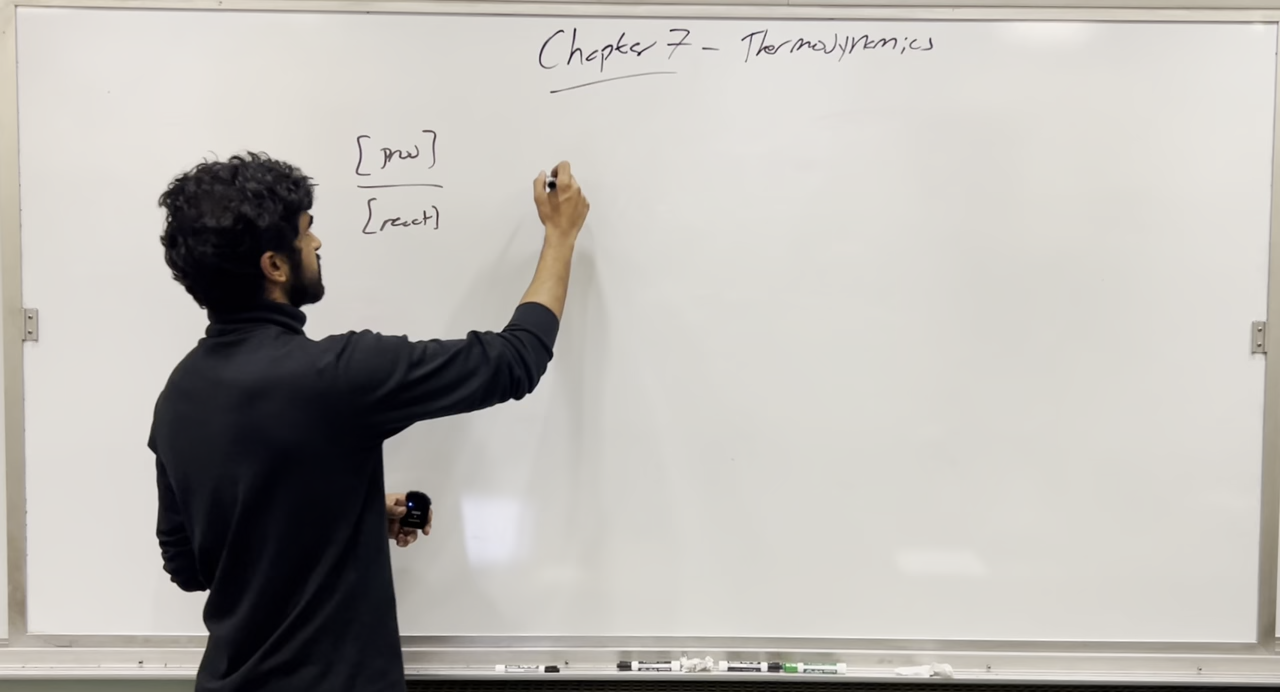 Chapter 7 - Thermodynamics
[prod]
[react]